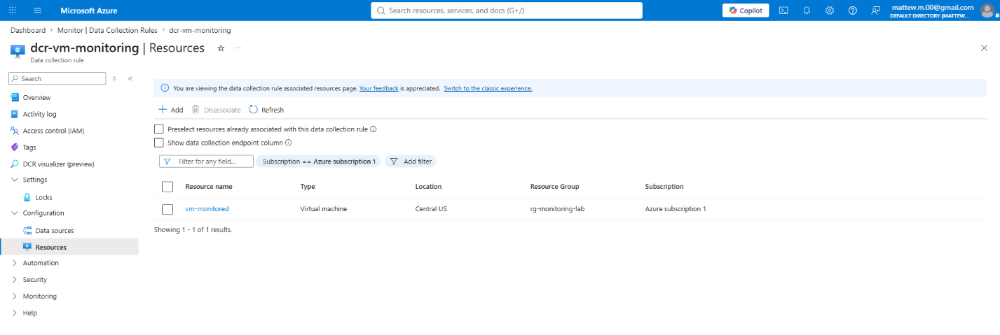 Microsoft Azure
Search resources, services, and docs (G+/)
Copilot
mattew.m.00@gmail.com
DEFAULT DIRECTORY (MATTEW...
Dashboard > Monitor | Data Collection Rules > dcr-vm-monitoring
dcr-vm-monitoring | Resources
Data collection rule
Search
You are viewing the data collection rule associated resources page. Your feedback is appreciated. Switch to the classic experience..
Overview
Activity log
Access control (IAM)
Tags
DCR visualizer (preview)
Settings
Locks
Configuration
Data sources
Resources
Automation
Security
Monitoring
Help
Add Disassociate Refresh
Preselect resources already associated with this data collection rule
Show data collection endpoint column
Filter for any field... Subscription == Azure subscription 1 Add filter
Resource name Type Location Resource Group Subscription
vm-monitored Virtual machine Central US rg-monitoring-lab Azure subscription 1
Showing 1 - 1 of 1 results.